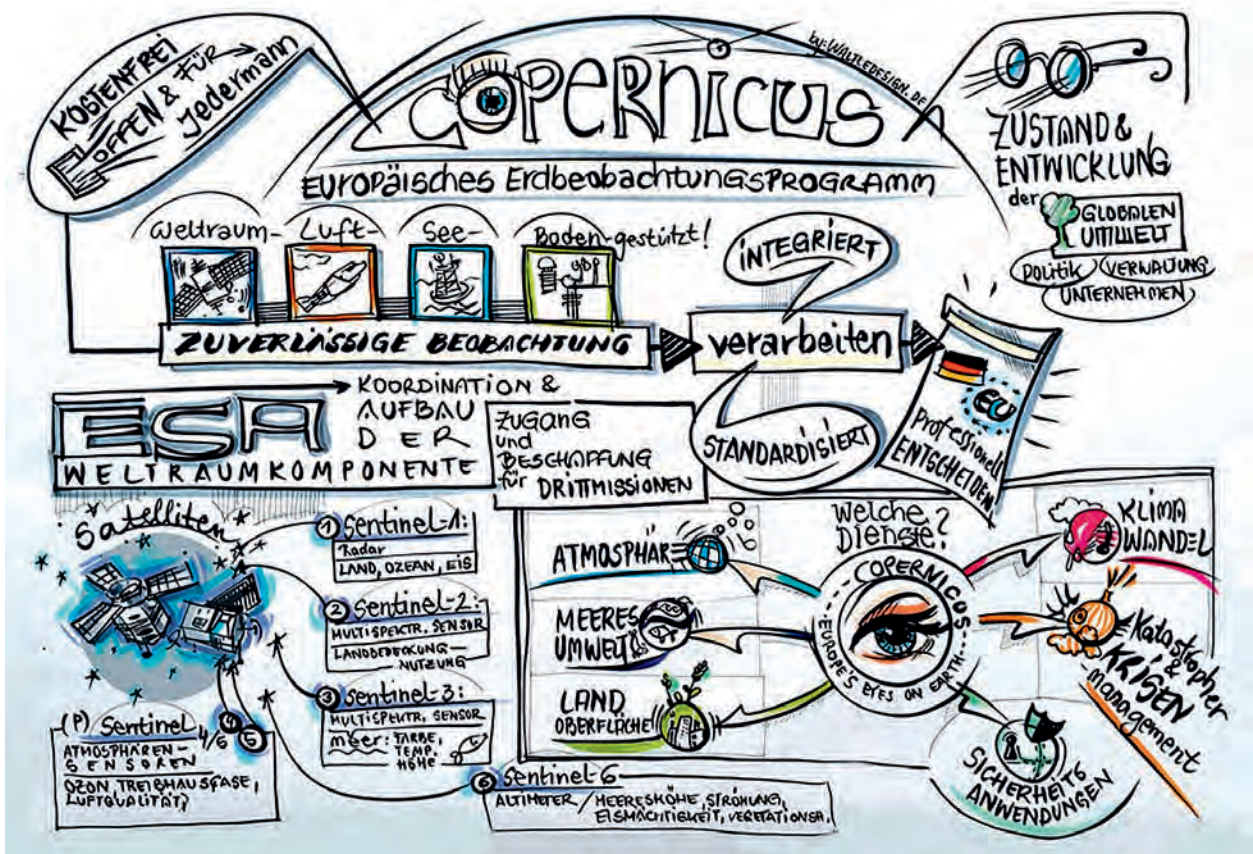 KOSTENFREI
OFFEN & FÜR
Jedermann
COPERNICUS
by: WALTLEDESIGN.DE
EUROPÄISCHES ErdbeobachtungsPROGRAMM
Weltraum- Luft- See- Boden-gestützt!
ZUVERLÄSSIGE BEOBACHTUNG
INTEGRIERT
verarbeiten
STANDARDISIERT
ZUSTAND &
ENTWICKLUNG
der GLOBALEN
UMWELT
Politik VERWALTUNG
UNTERNEHMEN
EU
Professionell
ENTSCHEIDEN
ESA
KOORDINATION &
AUFBAU
DER
WELTRAUMKOMPONENTE
ZUGANG
und
BESCHAFFUNG
für DRITTMISSIONEN
Satelliten
1 Sentinel-1:
Radar
LAND, OZEAN, EIS
2 Sentinel-2:
MULTISPEKTR. SENSOR
LANDBEDECKUNG-
NUTZUNG
3 Sentinel-3:
MULTISPEKTR. SENSOR
meer: FARBE,
TEMP.
HÖHE
4
5
(P) Sentinel
ATMOSPHÄREN-
SENSOREN
OZON, TREIBHAUSGASE,
LUFTQUALITÄT,
6 Sentinel-6
ALTIMETER / MEERESHÖHE, STRÖMUNG,
EISMÄCHTIGKEIT, VEGETATIONSH.
Welche
Dienste?
COPERNICUS
EUROPE'S EYES ON EARTH
ATMOSPHÄRE
MEERES
UMWELT
LAND
OBERFLÄCHE
KLIMA
WANDEL
Katastrophen
&
KRISEN
management
SICHERHEITS
ANWENDUNGEN